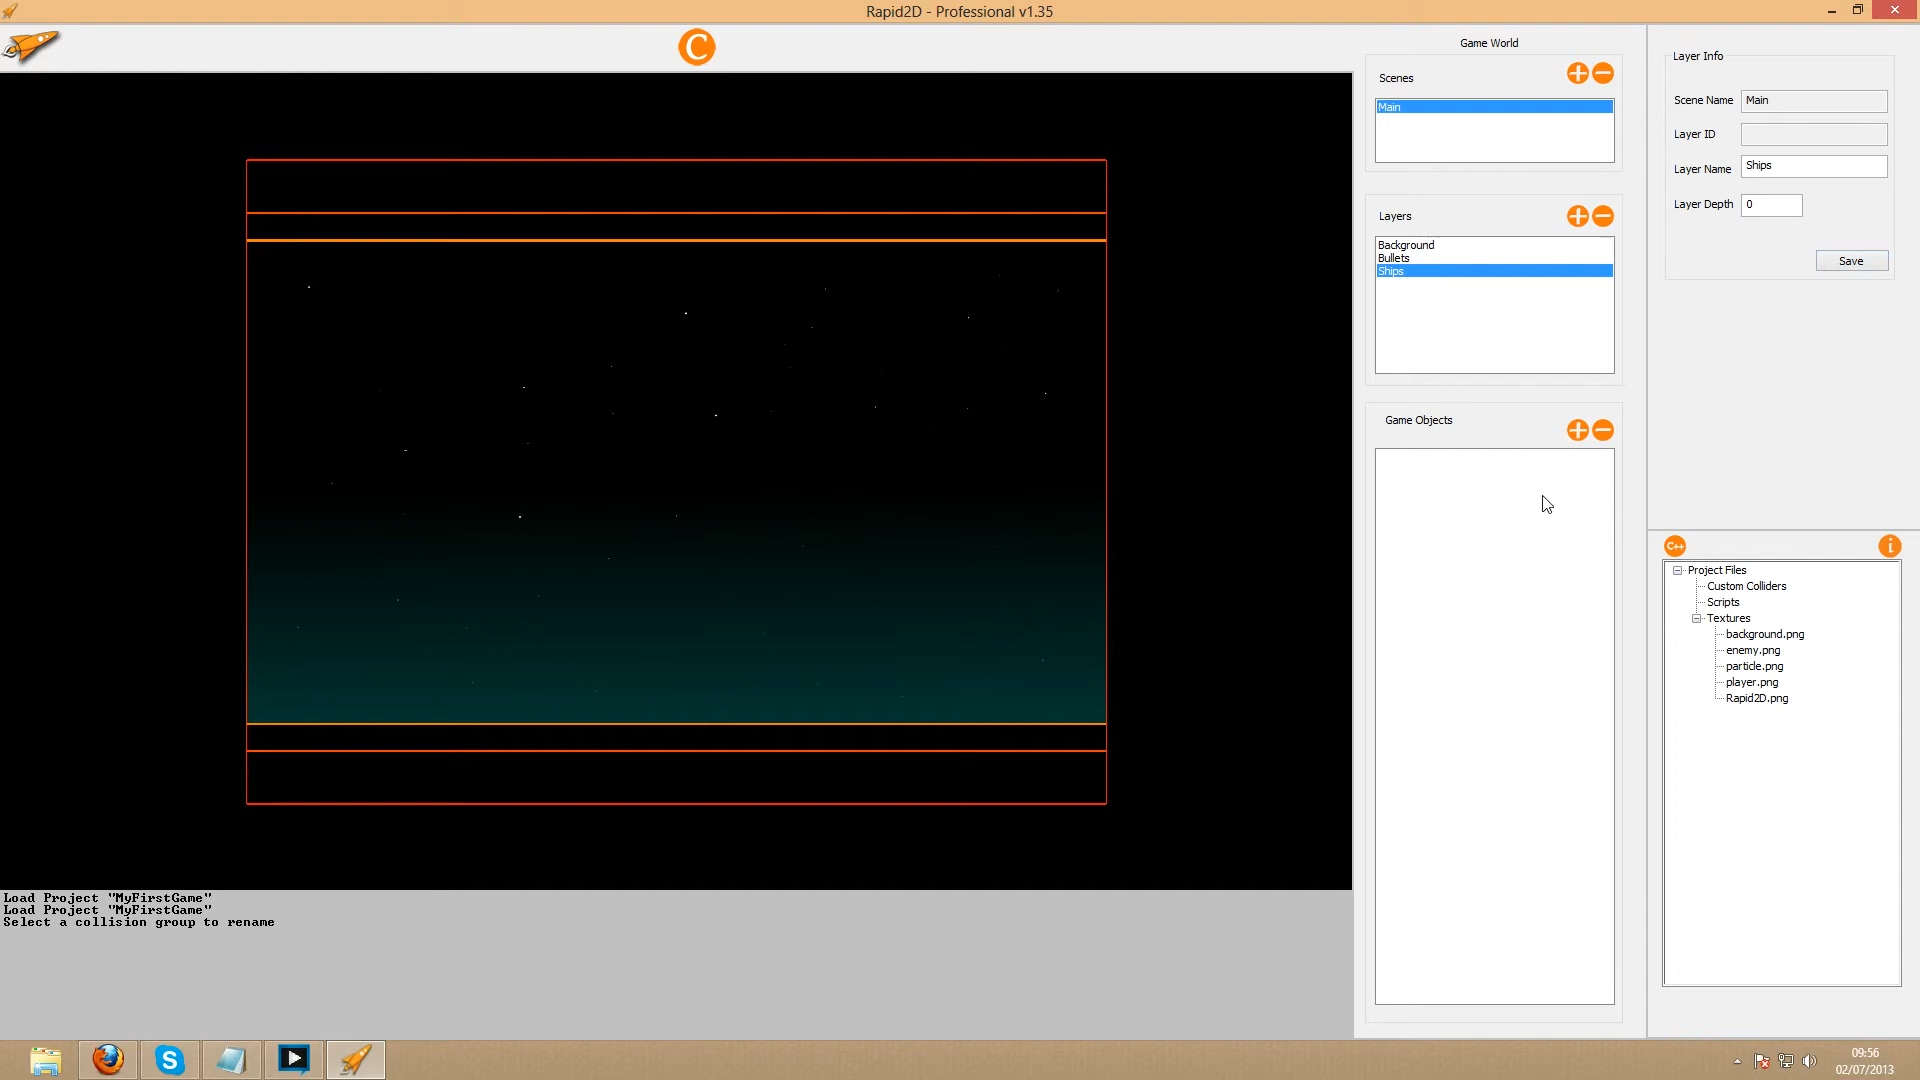 Rapid2D - Professional v1.35
C
Game World
Scenes
Main
Layers
Background
Bullets
Ships
Game Objects
Layer Info
Scene Name Main
Layer ID
Layer Name Ships
Layer Depth 0
Save
C++
i
Project Files
Custom Colliders
Scripts
Textures
background.png
enemy.png
particle.png
player.png
Rapid2D.png
Load Project "MyFirstGame"
Load Project "MyFirstGame"
Select a collision group to rename
S
09:56
02/07/2013